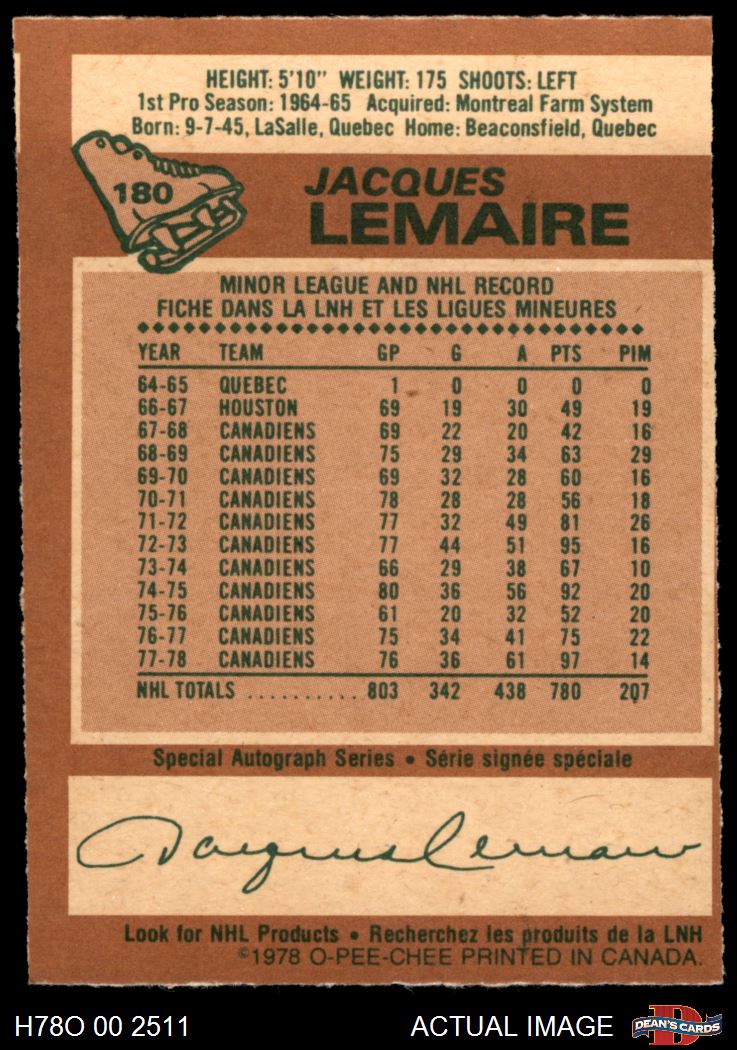 HEIGHT: 5'10" WEIGHT: 175 SHOOTS: LEFT
1st Pro Season: 1964-65 Acquired: Montreal Farm System
Born: 9-7-45, LaSalle, Quebec Home: Beaconsfield, Quebec
180
JACQUES
LEMAIRE
MINOR LEAGUE AND NHL RECORD
FICHE DANS LA LNH ET LES LIGUES MINEURES
YEAR TEAM GP G A PTS PIM
64-65 QUEBEC 1 0 0 0 0
66-67 HOUSTON 69 19 30 49 19
67-68 CANADIENS 69 22 20 42 16
68-69 CANADIENS 75 29 34 63 29
69-70 CANADIENS 69 32 28 60 16
70-71 CANADIENS 78 28 28 56 18
71-72 CANADIENS 77 32 49 81 26
72-73 CANADIENS 77 44 51 95 16
73-74 CANADIENS 66 29 38 67 10
74-75 CANADIENS 80 36 56 92 20
75-76 CANADIENS 61 20 32 52 20
76-77 CANADIENS 75 34 41 75 22
77-78 CANADIENS 76 36 61 97 14
NHL TOTALS ........... 803 342 438 780 207
Special Autograph Series • Série signée spéciale
Jacques Lemaire
Look for NHL Products • Recherchez les produits de la LNH
©1978 O-PEE-CHEE PRINTED IN CANADA.
H78O 00 2511 ACTUAL IMAGE DEAN'S CARDS